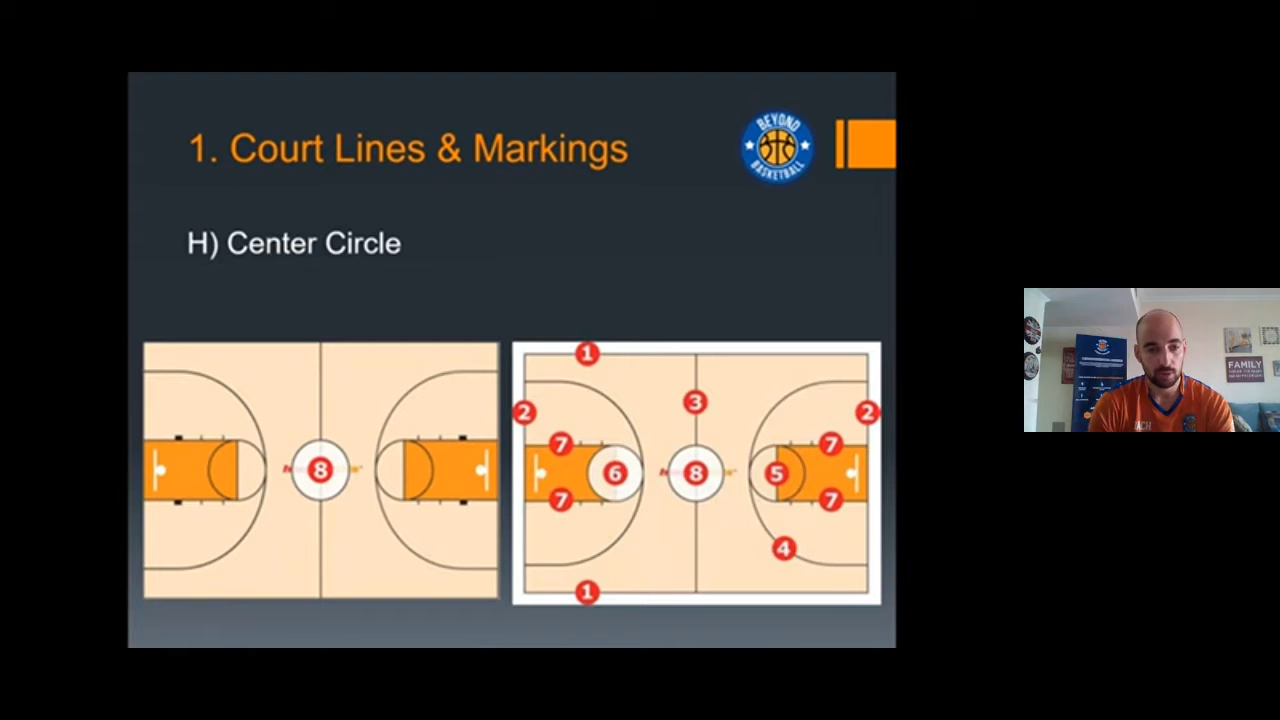 1. Court Lines & Markings
BEYOND
BASKETBALL
H) Center Circle
8
1
2
3
2
7
7
6
8
5
7
7
4
1
FAMILY